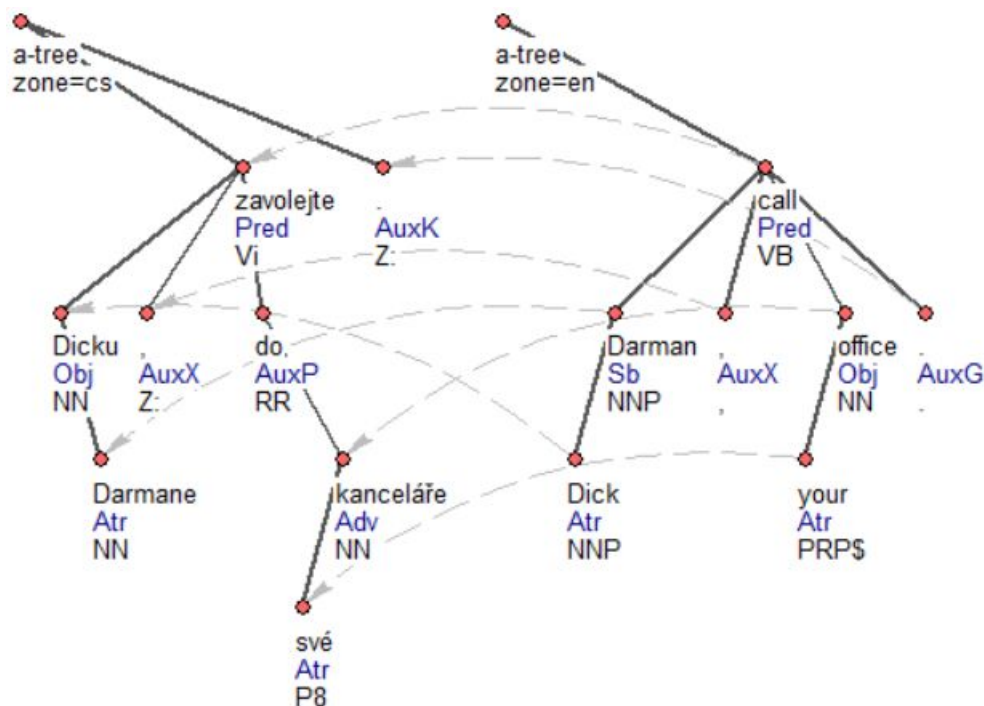 a-tree
zone=cs
a-tree
zone=en
zavolejte
Pred
Vi
.
AuxK
Z:
call
Pred
VB
Dicku
Obj
NN
,
AuxX
Z:
do,
AuxP
RR
Darman
Sb
NNP
,
AuxX
,
office
Obj
NN
.
AuxG
.
Darmane
Atr
NN
kanceláře
Adv
NN
Dick
Atr
NNP
your
Atr
PRP$
své
Atr
P8